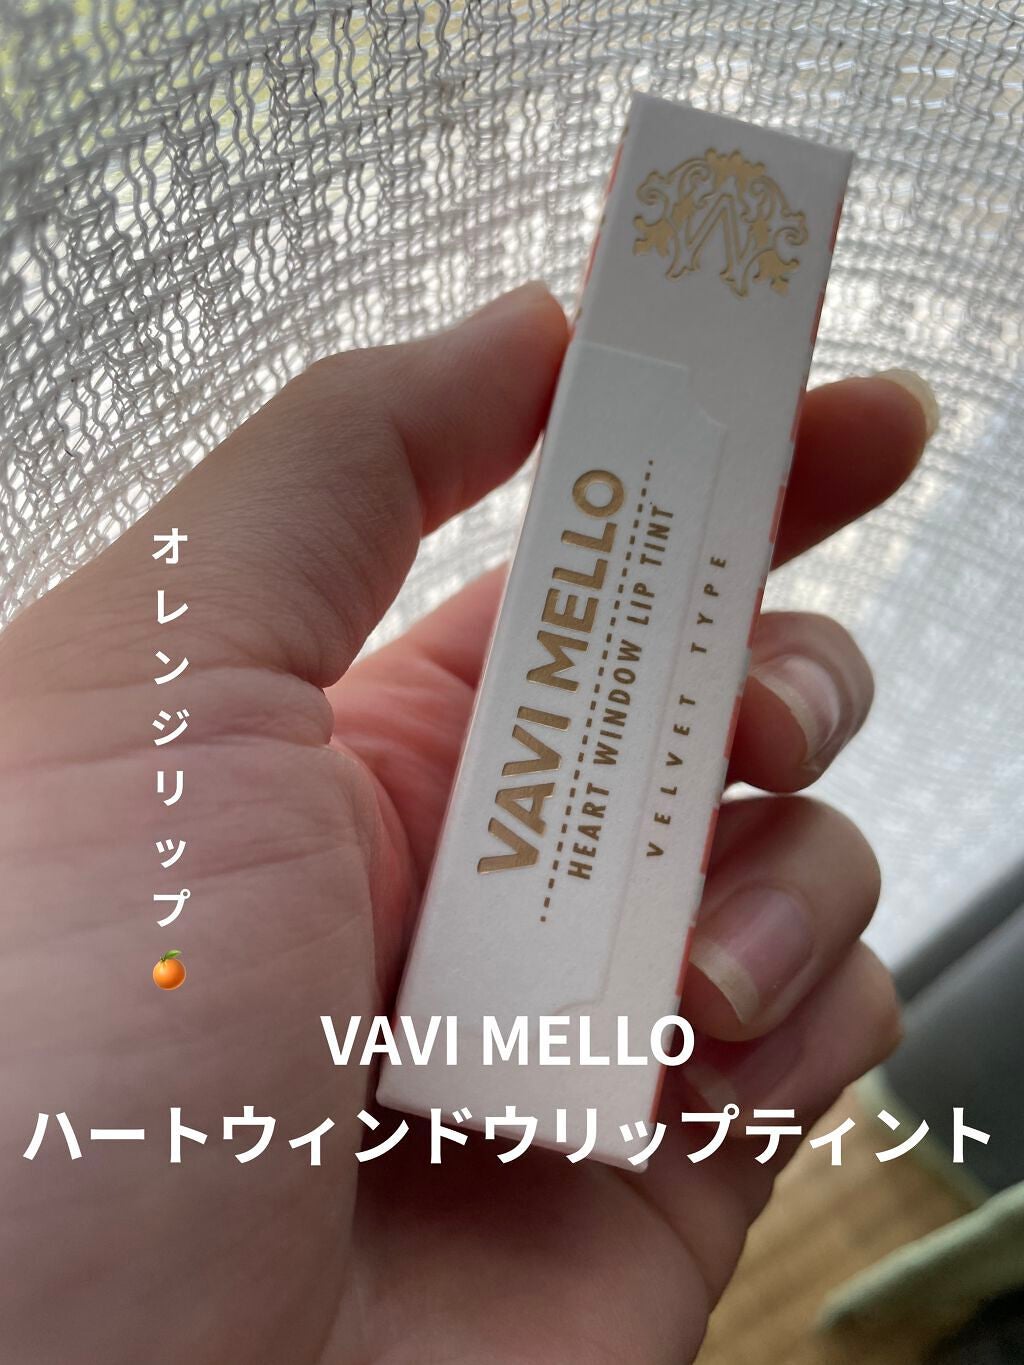 VAVI MELLO
HEART WINDOW LIP TINT
VELVET TYPE
オレンジリップ🍊
VAVI MELLO
ハートウィンドウリップティント